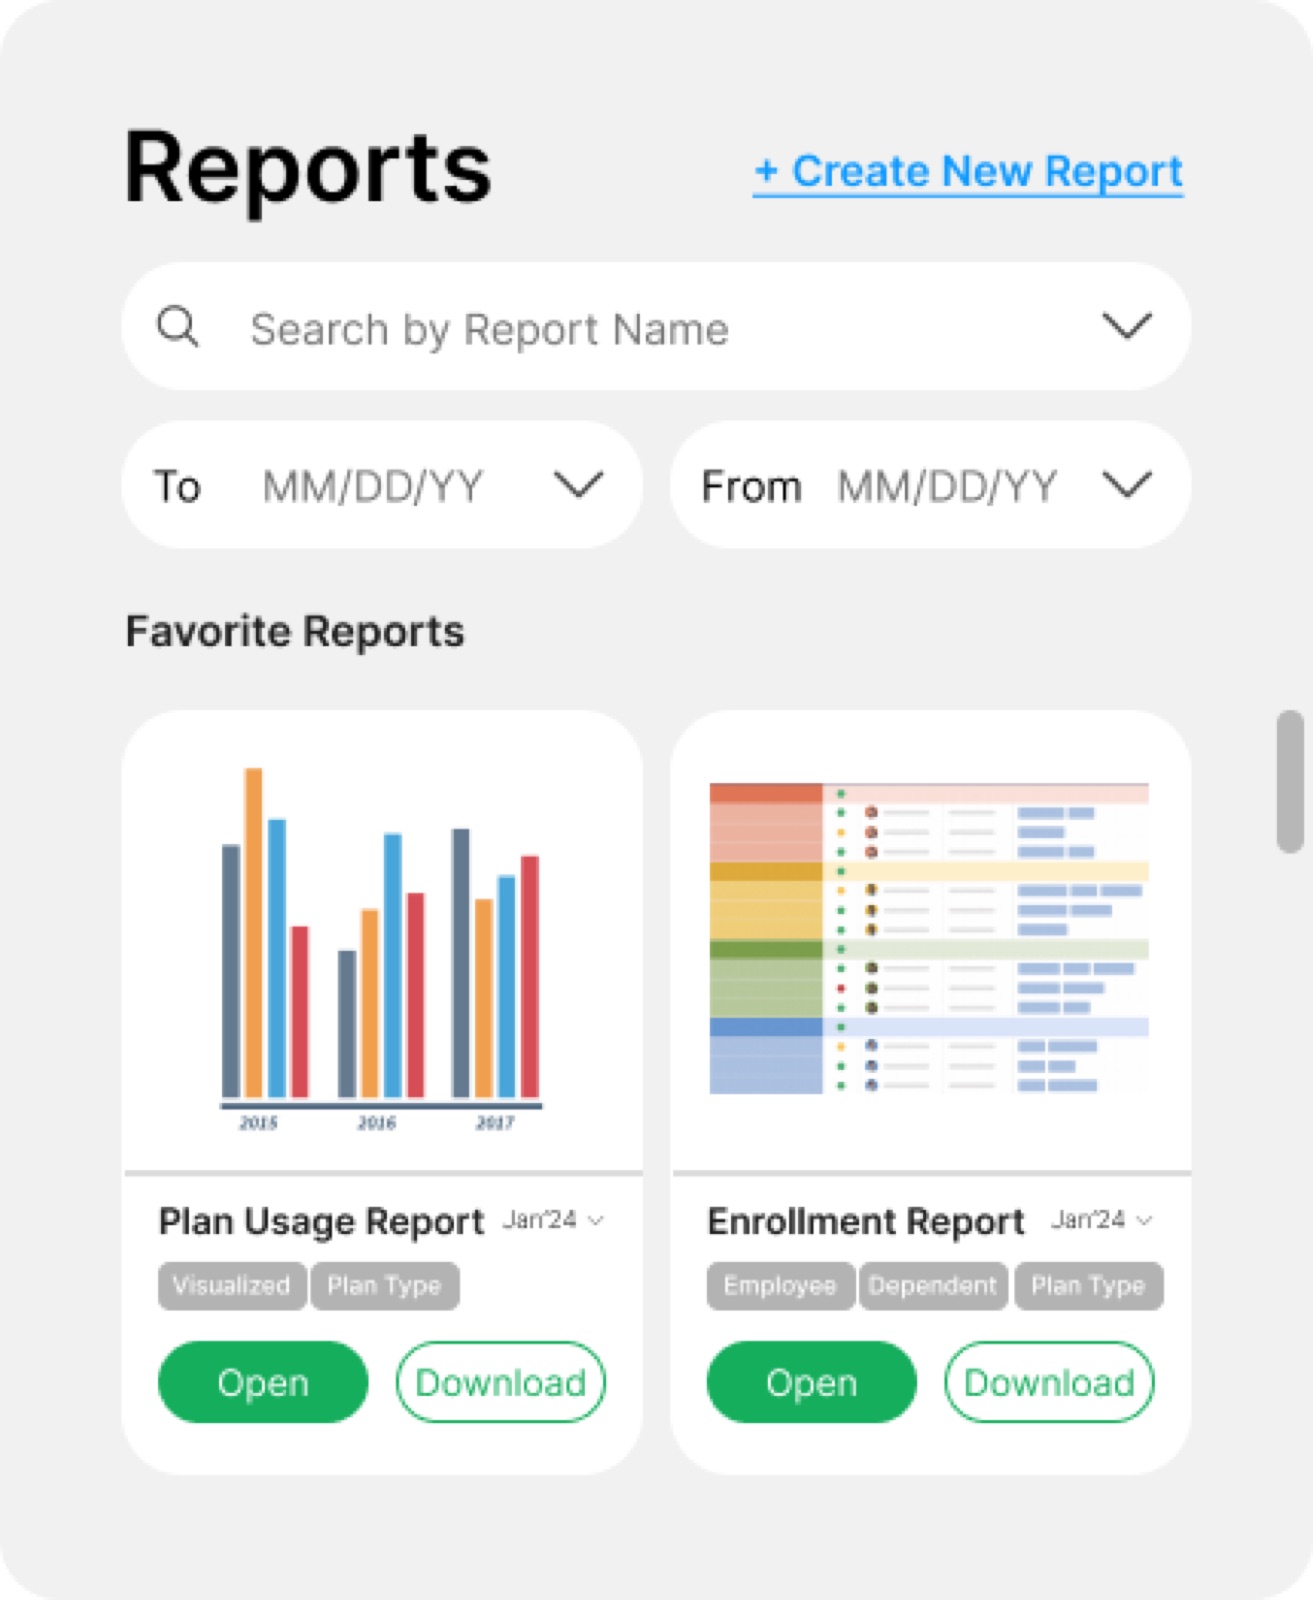 Reports
+ Create New Report
Search by Report Name
To MM/DD/YY
From MM/DD/YY
Favorite Reports
2015 2016 2017
Plan Usage Report Jan'24
Visualized Plan Type
Open Download
Enrollment Report Jan'24
Employee Dependent Plan Type
Open Download